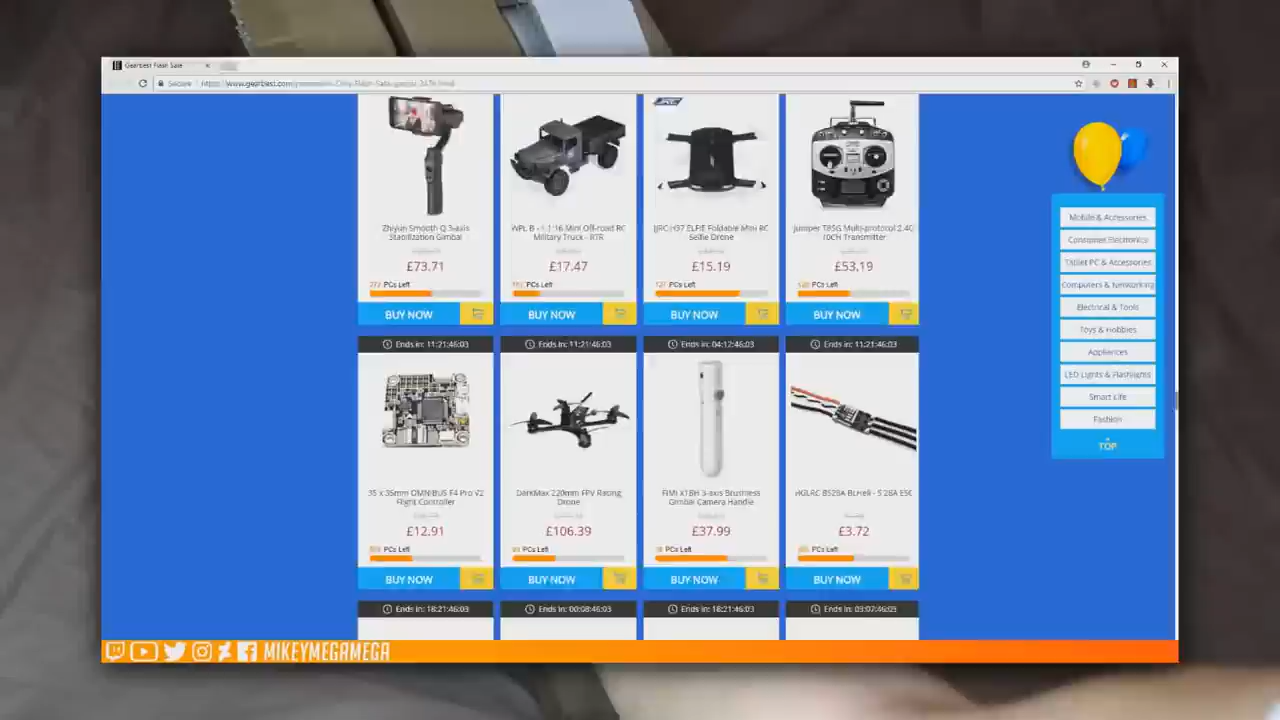 Gearbest Flash Sale
Secure
https://www.gearbest.com
Zhiyun Smooth Q 3-axis
Stabilization Gimbal
£73.71
PCs Left
BUY NOW
WPL B - 1 1:16 Mini Off-road RC
Military Truck - RTR
£17.47
PCs Left
BUY NOW
JJRC H37 ELFIE Foldable Mini RC
Selfie Drone
£15.19
PCs Left
BUY NOW
Jumper T8SG Multi-protocol 2.4G
10CH Transmitter
£53.19
PCs Left
BUY NOW
Ends in: 11:21:46:03
35 x 35mm OMNIBUS F4 Pro V2
Flight Controller
£12.91
PCs Left
BUY NOW
Ends in: 11:21:46:03
DarkMax 220mm FPV Racing
Drone
£106.39
PCs Left
BUY NOW
Ends in: 04:12:46:03
FIMI X1BH 3-axis Brushless
Gimbal Camera Handle
£37.99
PCs Left
BUY NOW
Ends in: 11:21:46:03
HGLRC BS28A BLHeli - S 28A ESC
£3.72
PCs Left
BUY NOW
Ends in: 18:21:46:03
Ends in: 00:08:46:03
Ends in: 18:21:46:03
Ends in: 03:07:46:03
Mobile & Accessories
Consumer Electronics
Tablet PC & Accessories
Computers & Networking
Electrical & Tools
Toys & Hobbies
Appliances
LED Lights & Flashlights
Smart Life
Fashion
TOP
MIKEYMEGAMEGA